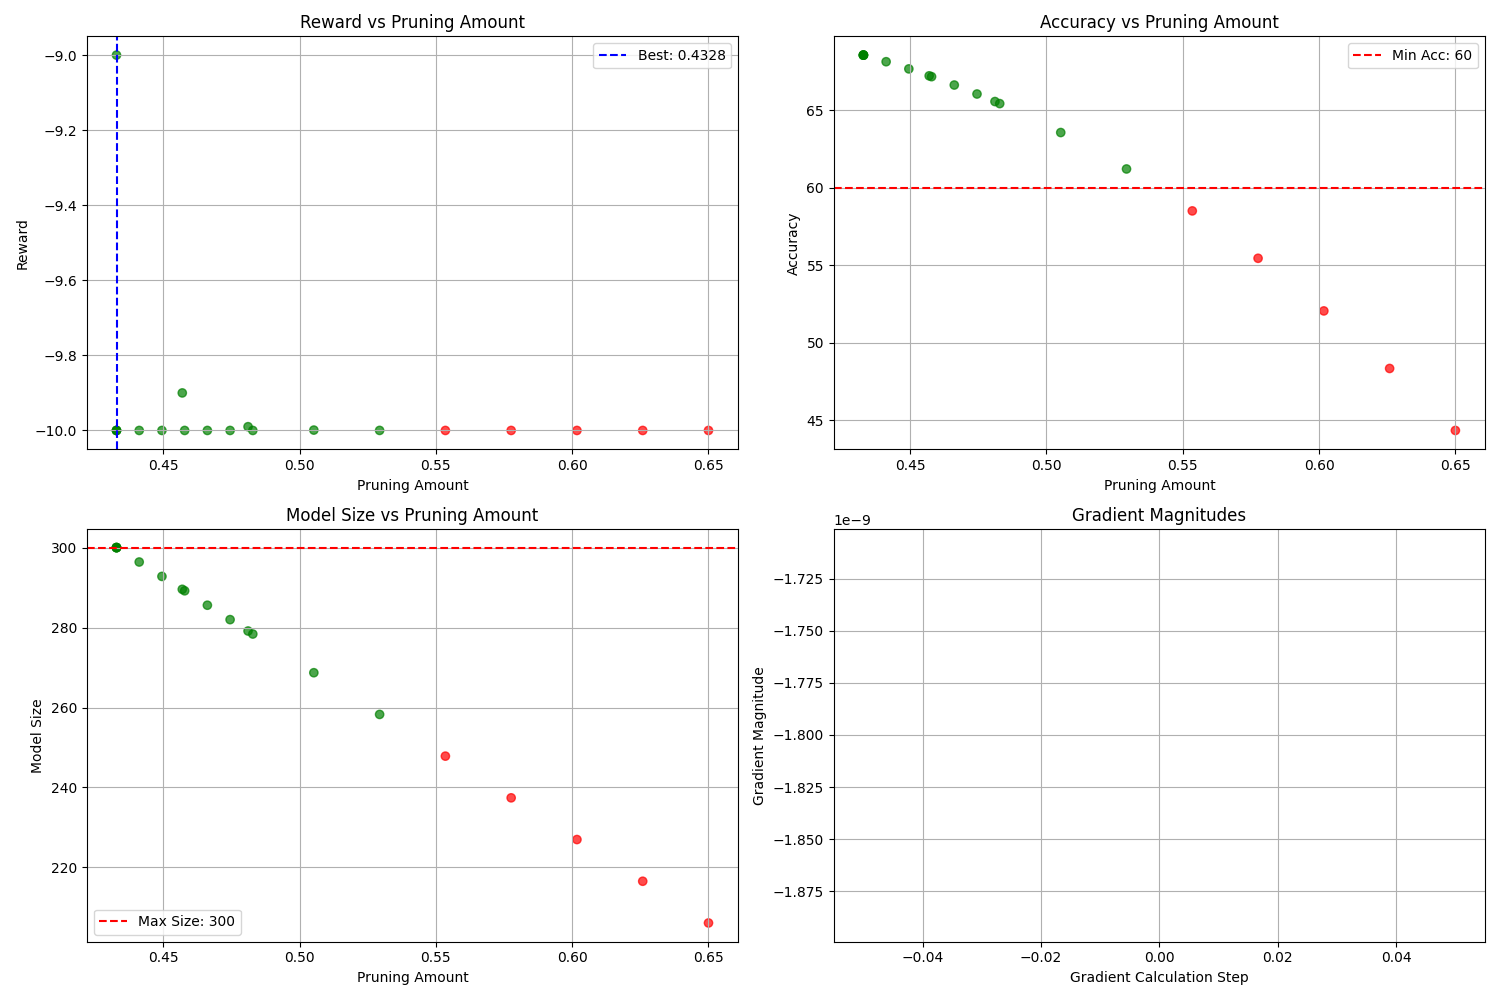 Reward vs Pruning Amount
Best: 0.4328
−9.0
−9.2
−9.4
−9.6
−9.8
−10.0
Reward
0.45 0.50 0.55 0.60 0.65
Pruning Amount
Accuracy vs Pruning Amount
Min Acc: 60
65
60
55
50
45
Accuracy
0.45 0.50 0.55 0.60 0.65
Pruning Amount
Model Size vs Pruning Amount
300
280
260
240
220
Model Size
Max Size: 300
0.45 0.50 0.55 0.60 0.65
Pruning Amount
Gradient Magnitudes
1e−9
−1.725
−1.750
−1.775
−1.800
−1.825
−1.850
−1.875
Gradient Magnitude
−0.04 −0.02 0.00 0.02 0.04
Gradient Calculation Step